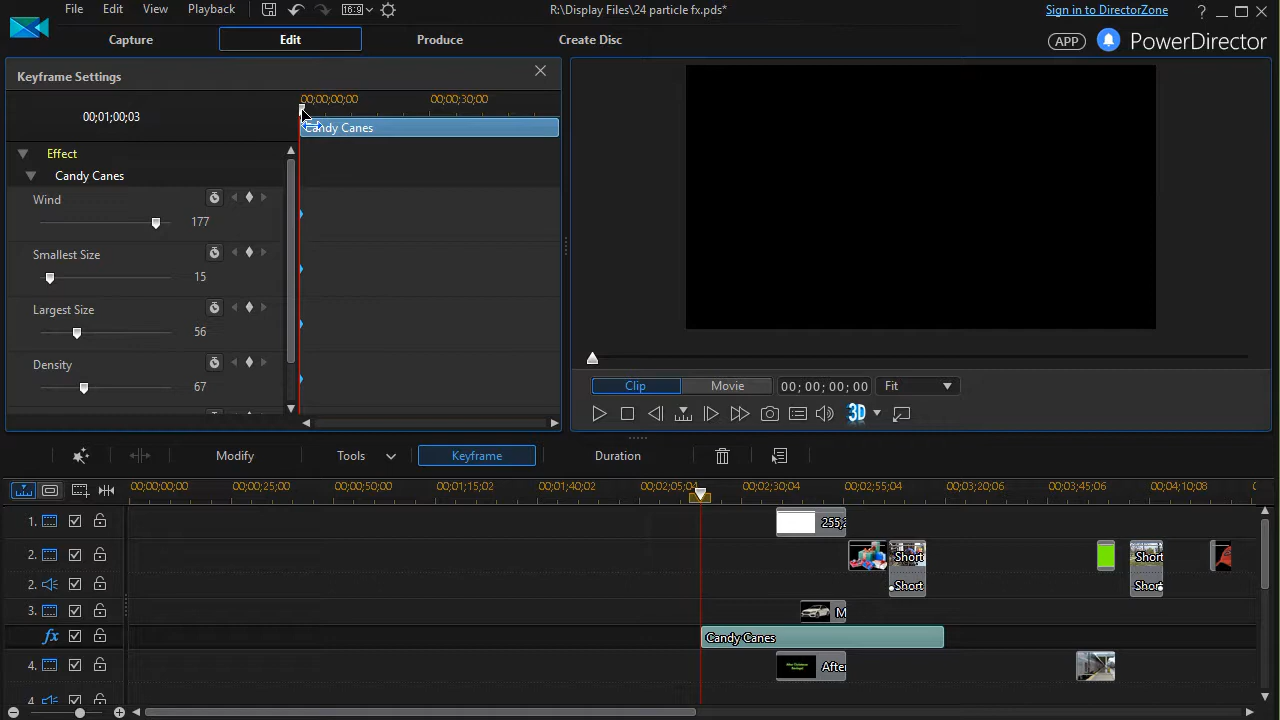 File Edit View Playback 16:9 R:\Display Files\24 particle fx.pds* Sign in to DirectorZone ?
Capture Edit Produce Create Disc APP PowerDirector
Keyframe Settings
00;00;00;00 00;00;30;00
00;01;00;03
Candy Canes
Effect
Candy Canes
Wind
177
Smallest Size
15
Largest Size
56
Density
67
Clip Movie 00; 00; 00; 00 Fit
3D
Modify Tools Keyframe Duration
00;00;00;00 00;00;25;00 00;00;50;00 00;01;15;02 00;01;40;02 00;02;05;04 00;02;30;04 00;02;55;04 00;03;20;06 00;03;45;06 00;04;10;08
1. 255,2
2. Short Short
2. Short Short
3. M
fx Candy Canes
4. After
4.